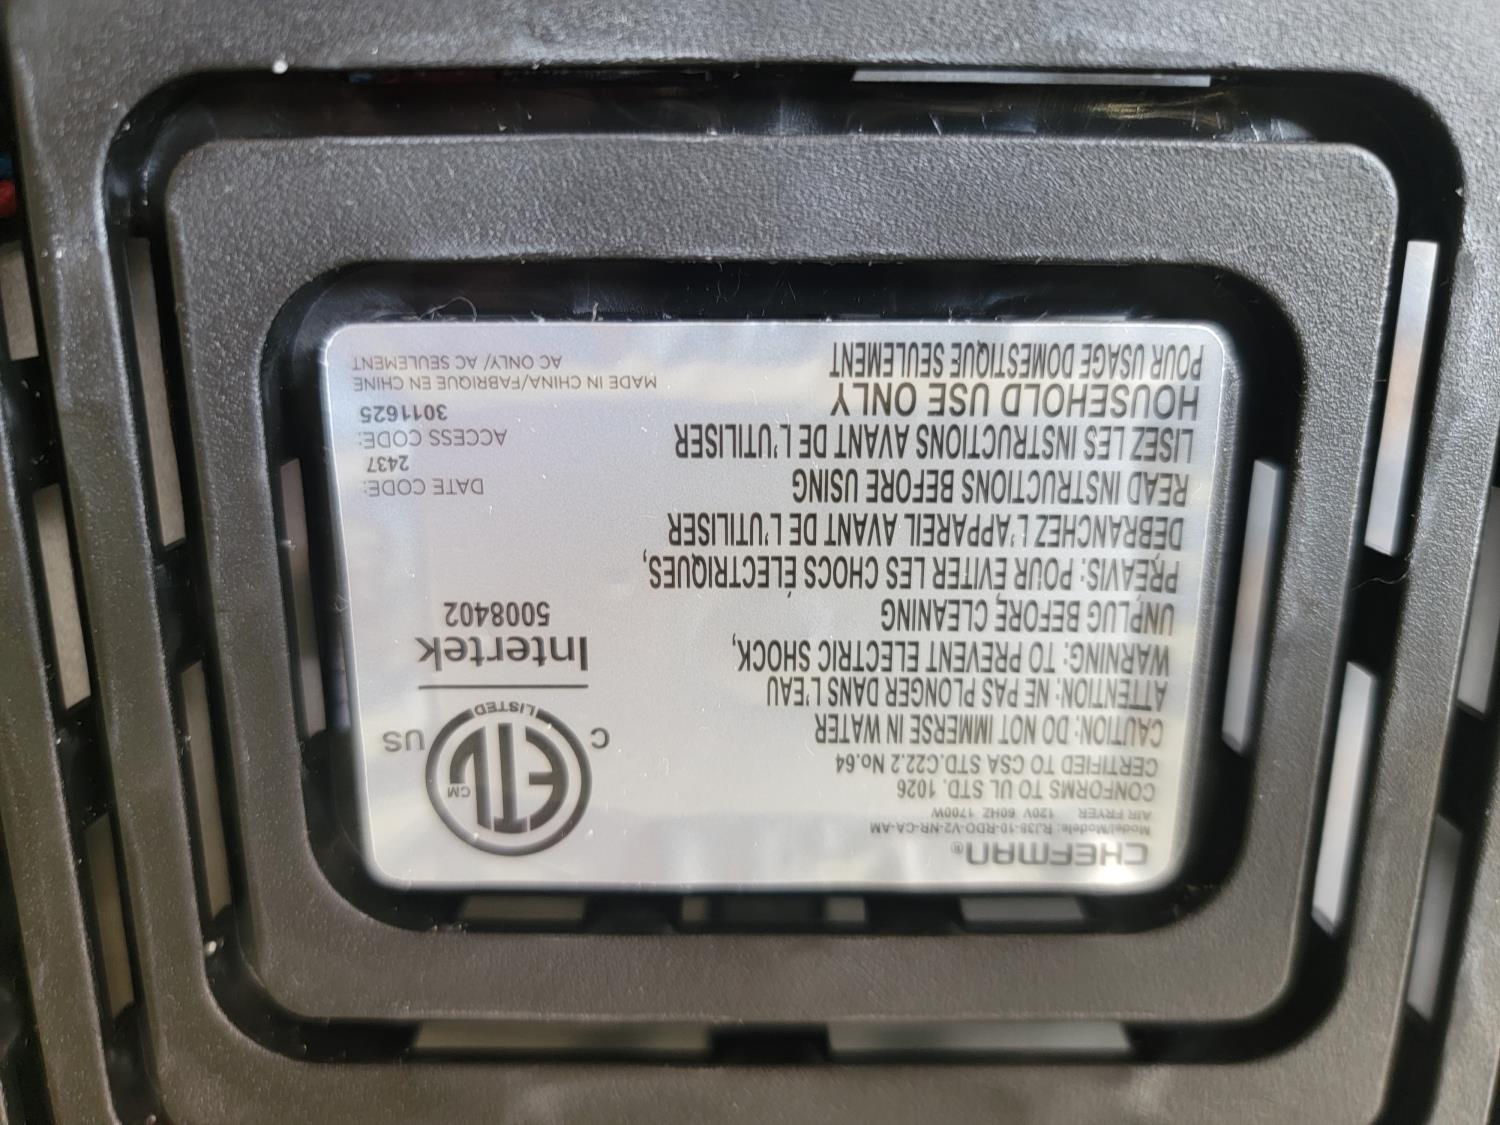 CHEFMAN®
Model/Modèle: RJ38-10-RDO-V2-NR-CA-AM
AIR FRYER 120V 60HZ 1700W
CONFORMS TO UL STD. 1026
CERTIFIED TO CSA STD.C22.2 No.64
CAUTION: DO NOT IMMERSE IN WATER
ATTENTION: NE PAS PLONGER DANS L'EAU
WARNING: TO PREVENT ELECTRIC SHOCK,
UNPLUG BEFORE CLEANING
PRÉAVIS: POUR ÉVITER LES CHOCS ÉLECTRIQUES,
DÉBRANCHEZ L'APPAREIL AVANT DE L'UTILISER
READ INSTRUCTIONS BEFORE USING
LISEZ LES INSTRUCTIONS AVANT DE L'UTILISER
HOUSEHOLD USE ONLY
POUR USAGE DOMESTIQUE SEULEMENT
C ETL CM US
LISTED
Intertek
5008402
DATE CODE:
2437
ACCESS CODE:
3011625
MADE IN CHINA/FABRIQUE EN CHINE
AC ONLY/ AC SEULEMENT